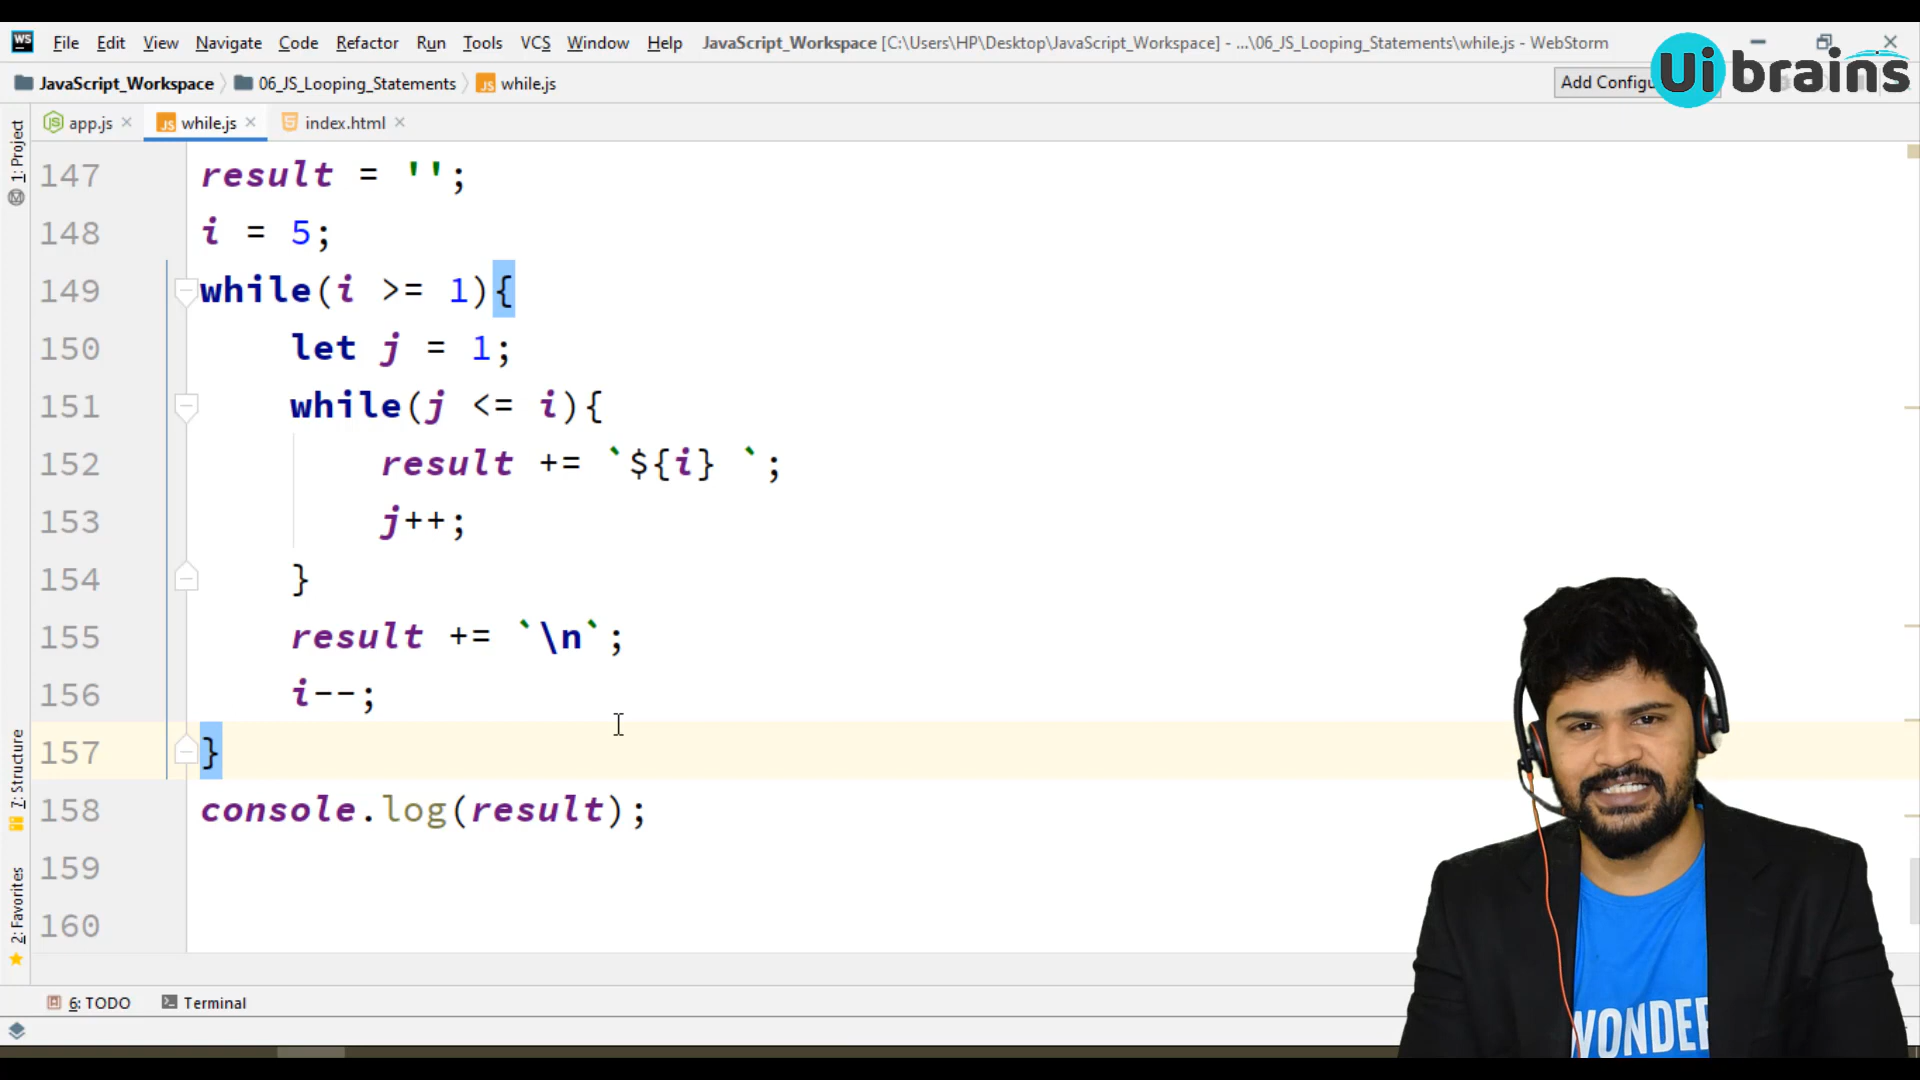 WS File Edit View Navigate Code Refactor Run Tools VCS Window Help JavaScript_Workspace [C:\Users\HP\Desktop\JavaScript_Workspace] - ...\06_JS_Looping_Statements\while.js - WebStorm
JavaScript_Workspace 06_JS_Looping_Statements JS while.js Add Configu
Ui brains
app.js JS while.js index.html
1: Project
7: Structure
2: Favorites
147 result = '';
148 i = 5;
149 while(i >= 1){
150 let j = 1;
151 while(j <= i){
152 result += `${i} `;
153 j++;
154 }
155 result += `\n`;
156 i--;
157 }
158 console.log(result);
159
160
WONDER
6: TODO Terminal